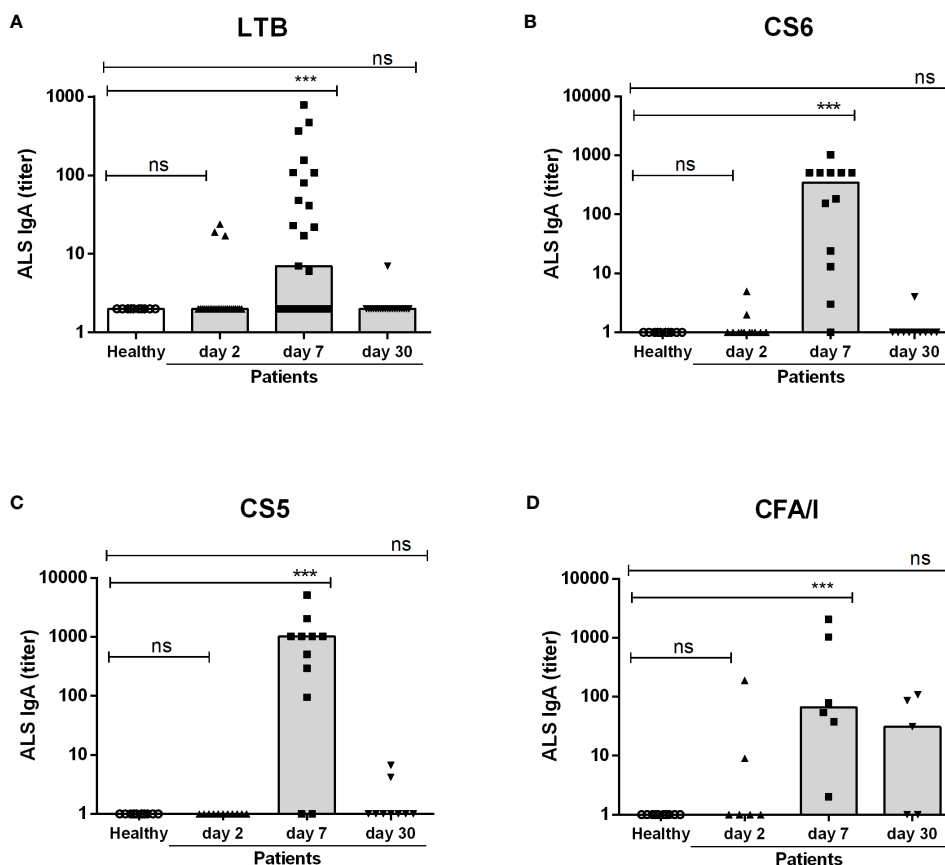 A
LTB
ns
***
ns
ALS IgA (titer)
1000
100
10
1
Healthy
day 2
day 7
day 30
Patients
B
CS6
ns
***
ns
ALS IgA (titer)
10000
1000
100
10
1
Healthy
day 2
day 7
day 30
Patients
C
CS5
ns
***
ns
ALS IgA (titer)
10000
1000
100
10
1
Healthy
day 2
day 7
day 30
Patients
D
CFA/I
ns
***
ns
ALS IgA (titer)
10000
1000
100
10
1
Healthy
day 2
day 7
day 30
Patients